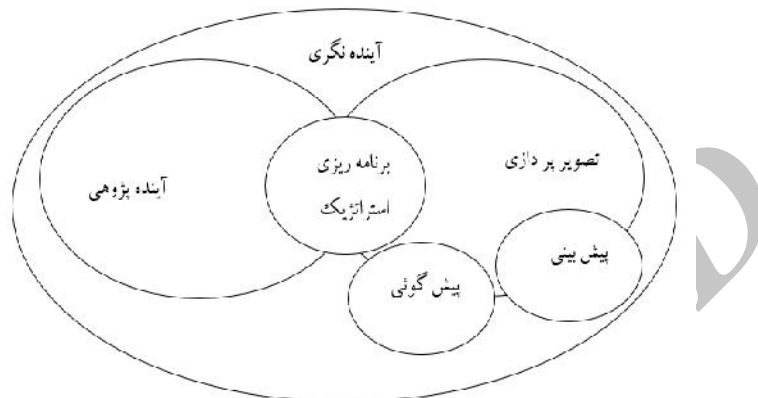 آینده نگری
تصویر پردازی
برنامه ریزی
استراتژیک
آینده پژوهی
پیش بینی
پیش گوئی